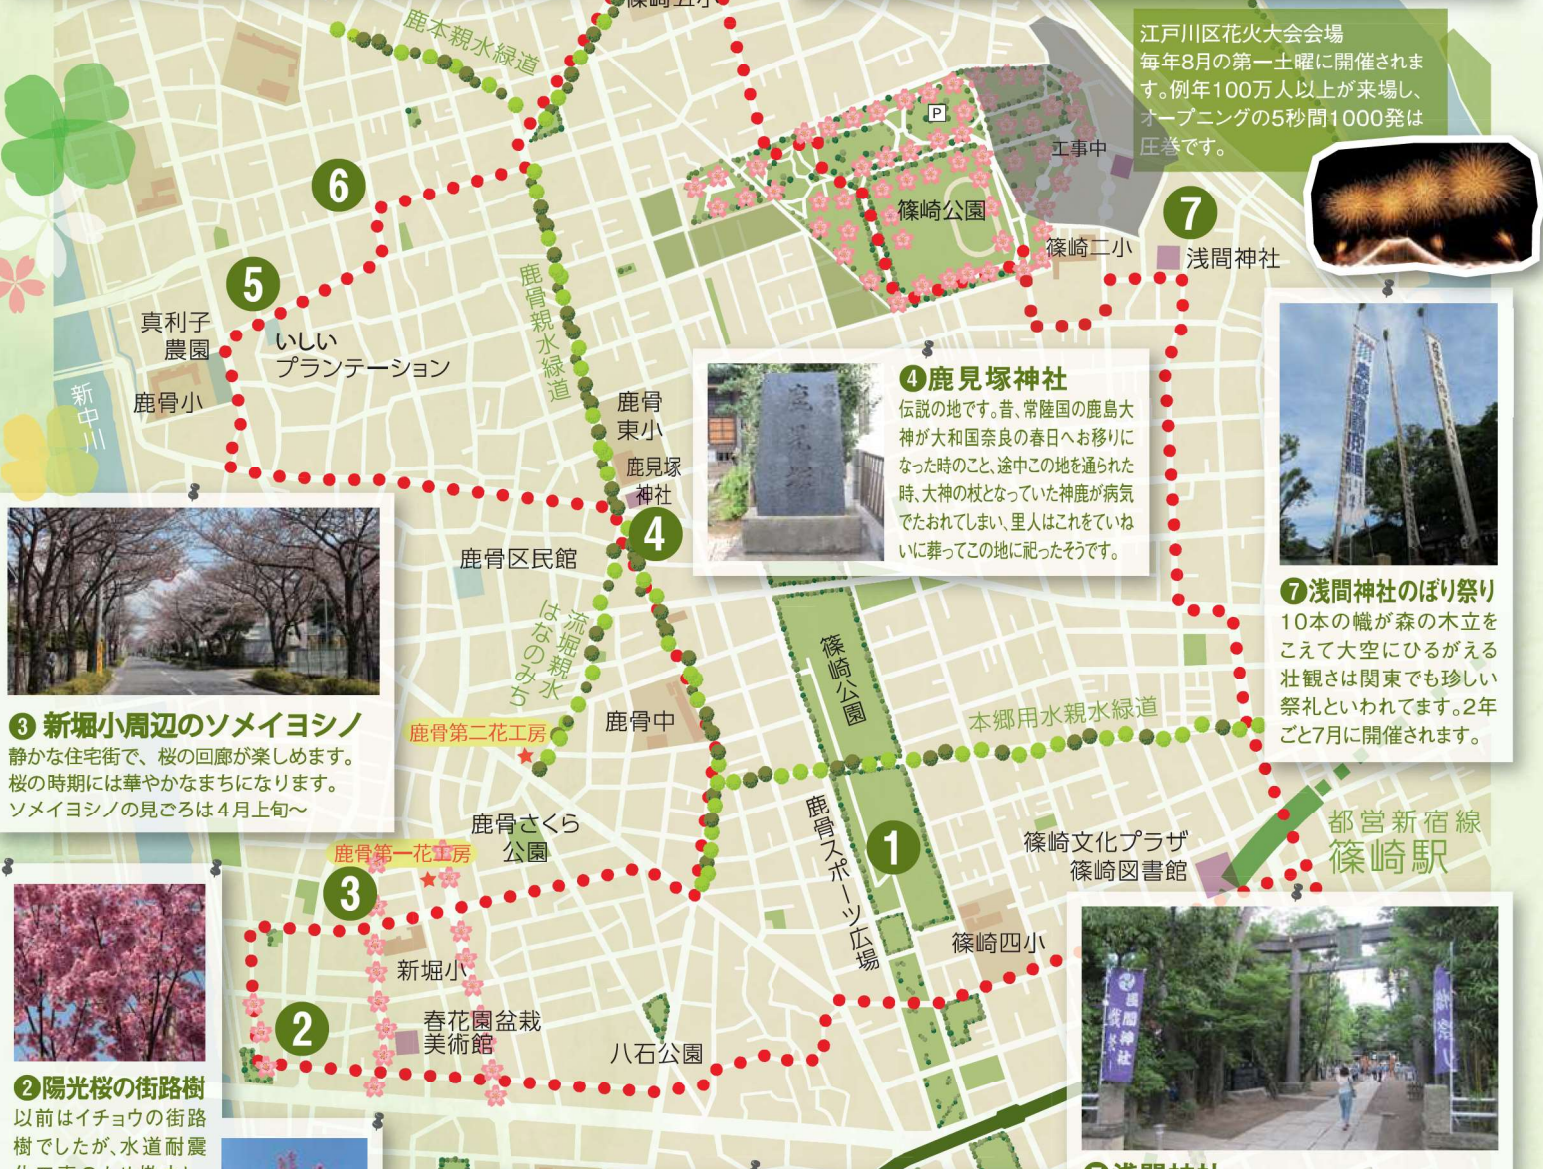 篠崎五小
鹿本親水緑道
江戸川区花火大会会場
毎年8月の第一土曜に開催されま
す。例年100万人以上が来場し、
オープニングの5秒間1000発は
圧巻です。
P
工事中
6
篠崎公園
7
篠崎二小
浅間神社
5
鹿骨親水緑道
真利子
農園
いしい
プランテーション
鹿骨小
新中川
鹿骨
東小
鹿見塚
神社
4
❹鹿見塚神社
伝説の地です。昔、常陸国の鹿島大
神が大和国奈良の春日へお移りに
なった時のこと、途中この地を通られた
時、大神の杖となっていた神鹿が病気
でたおれてしまい、里人はこれをていね
いに葬ってこの地に祀ったそうです。
鹿骨区民館
流堀親水
はなのみち
❼浅間神社のぼり祭り
10本の幟が森の木立を
こえて大空にひるがえる
壮観さは関東でも珍しい
祭礼といわれてます。2年
ごと7月に開催されます。
篠崎公園
❸ 新堀小周辺のソメイヨシノ
静かな住宅街で、桜の回廊が楽しめます。
桜の時期には華やかなまちになります。
ソメイヨシノの見ごろは4月上旬～
鹿骨第二花工房
鹿骨中
本郷用水親水緑道
鹿骨さくら
公園
鹿骨第一花工房
3
鹿骨スポーツ広場
1
篠崎文化プラザ
篠崎図書館
都営新宿線
篠崎駅
篠崎四小
新堀小
2
春花園盆栽
美術館
八石公園
❷陽光桜の街路樹
以前はイチョウの街路
樹でしたが、水道耐震
浅間神社